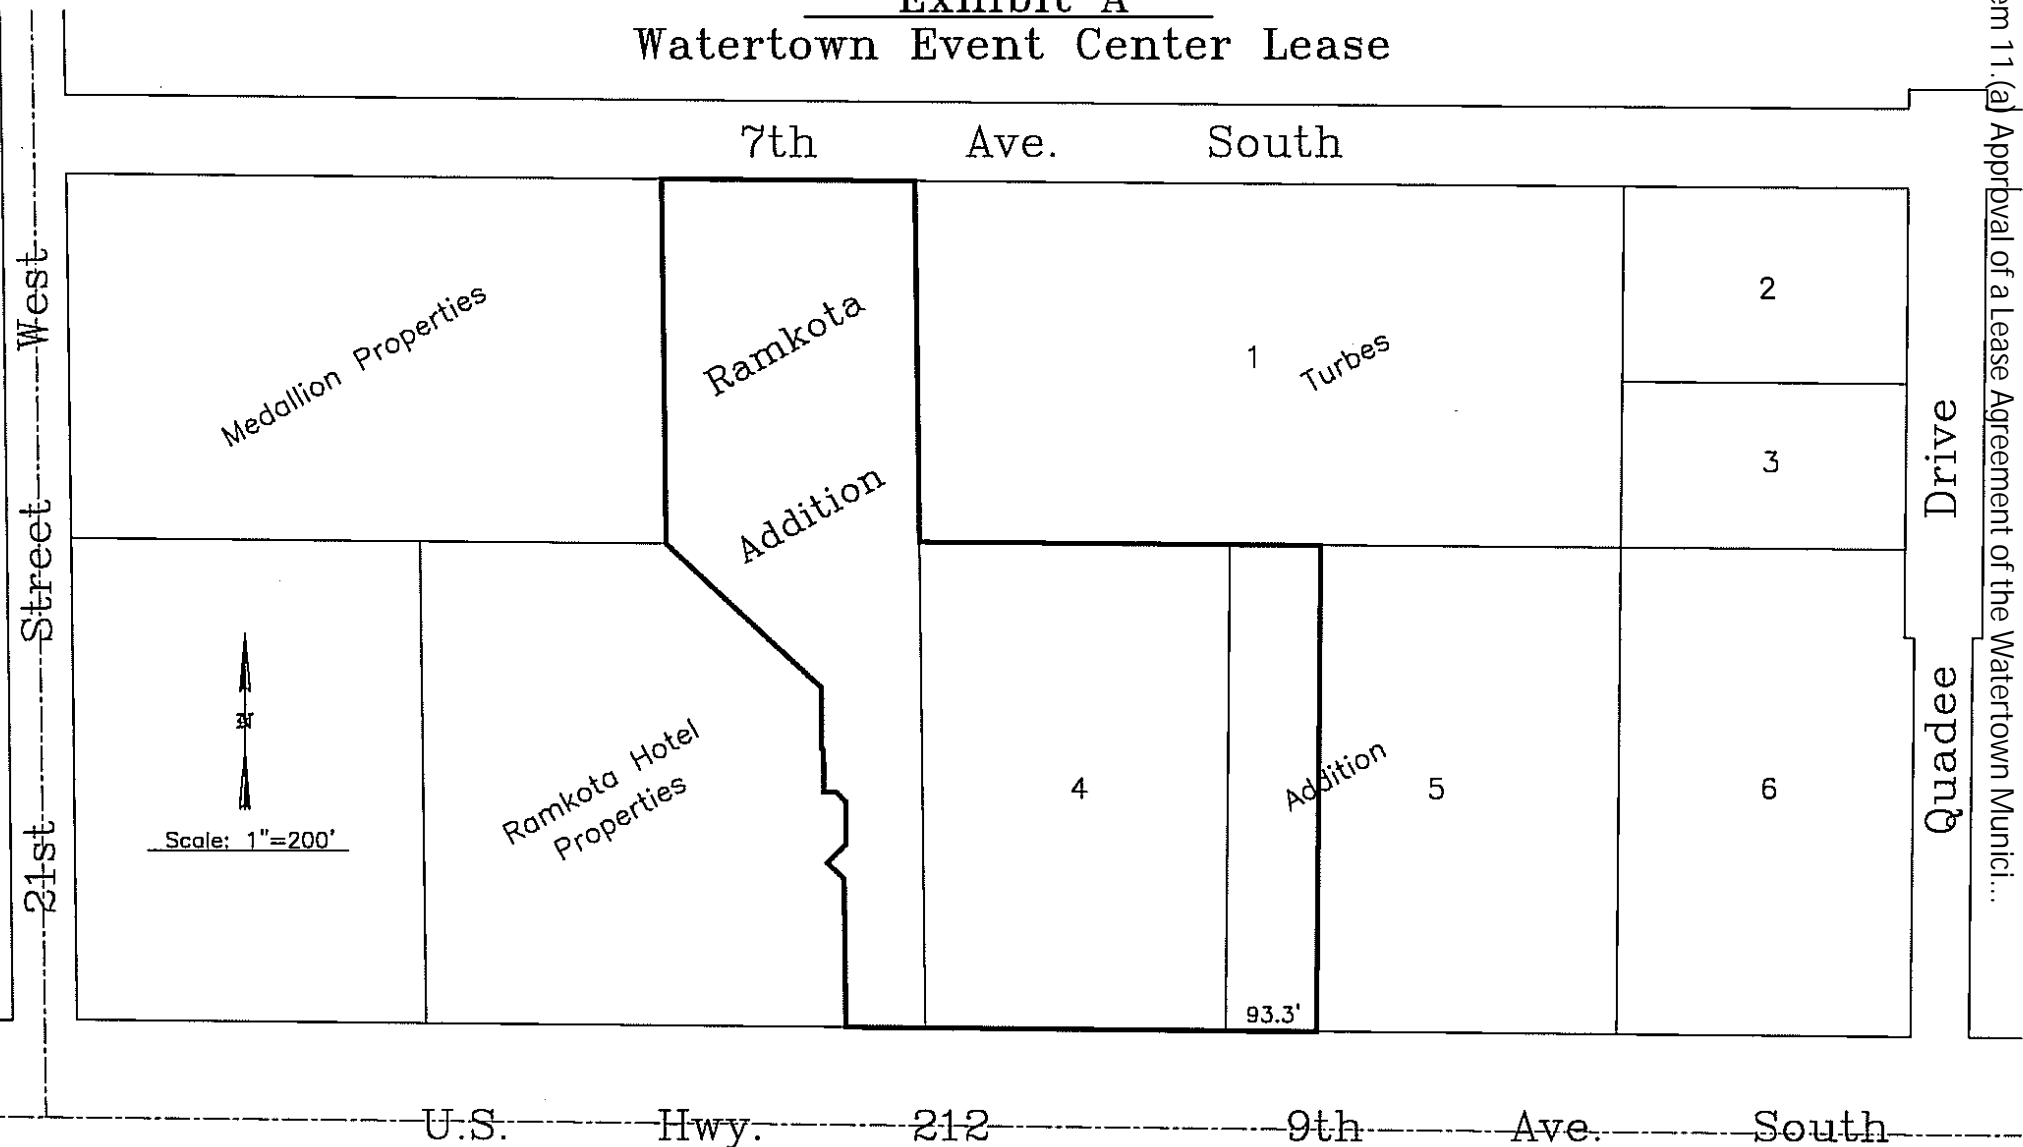 Exhibit A
Watertown Event Center Lease
7th Ave. South
21st Street West
Medallion Properties
Ramkota
Addition
1
Turbes
2
3
Drive
Quadee
N
Scale: 1"=200'
Ramkota Hotel
Properties
4
Addition
5
6
93.3'
U.S. Hwy. 212 9th Ave. South
em 11.(a) Approval of a Lease Agreement of the Watertown Munici...